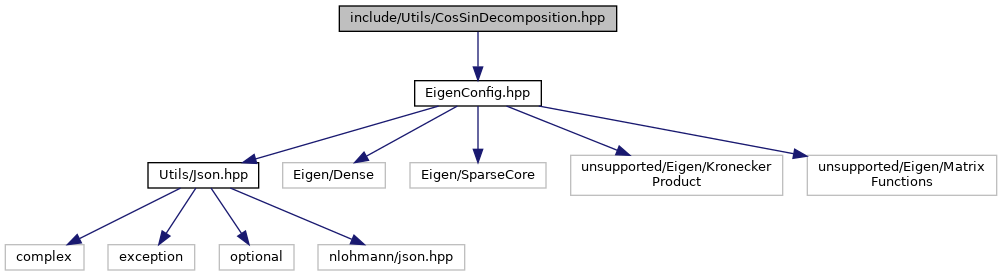 include/Utils/CosSinDecomposition.hpp
EigenConfig.hpp
Utils/Json.hpp
Eigen/Dense
Eigen/SparseCore
unsupported/Eigen/Kronecker
Product
unsupported/Eigen/Matrix
Functions
complex
exception
optional
nlohmann/json.hpp